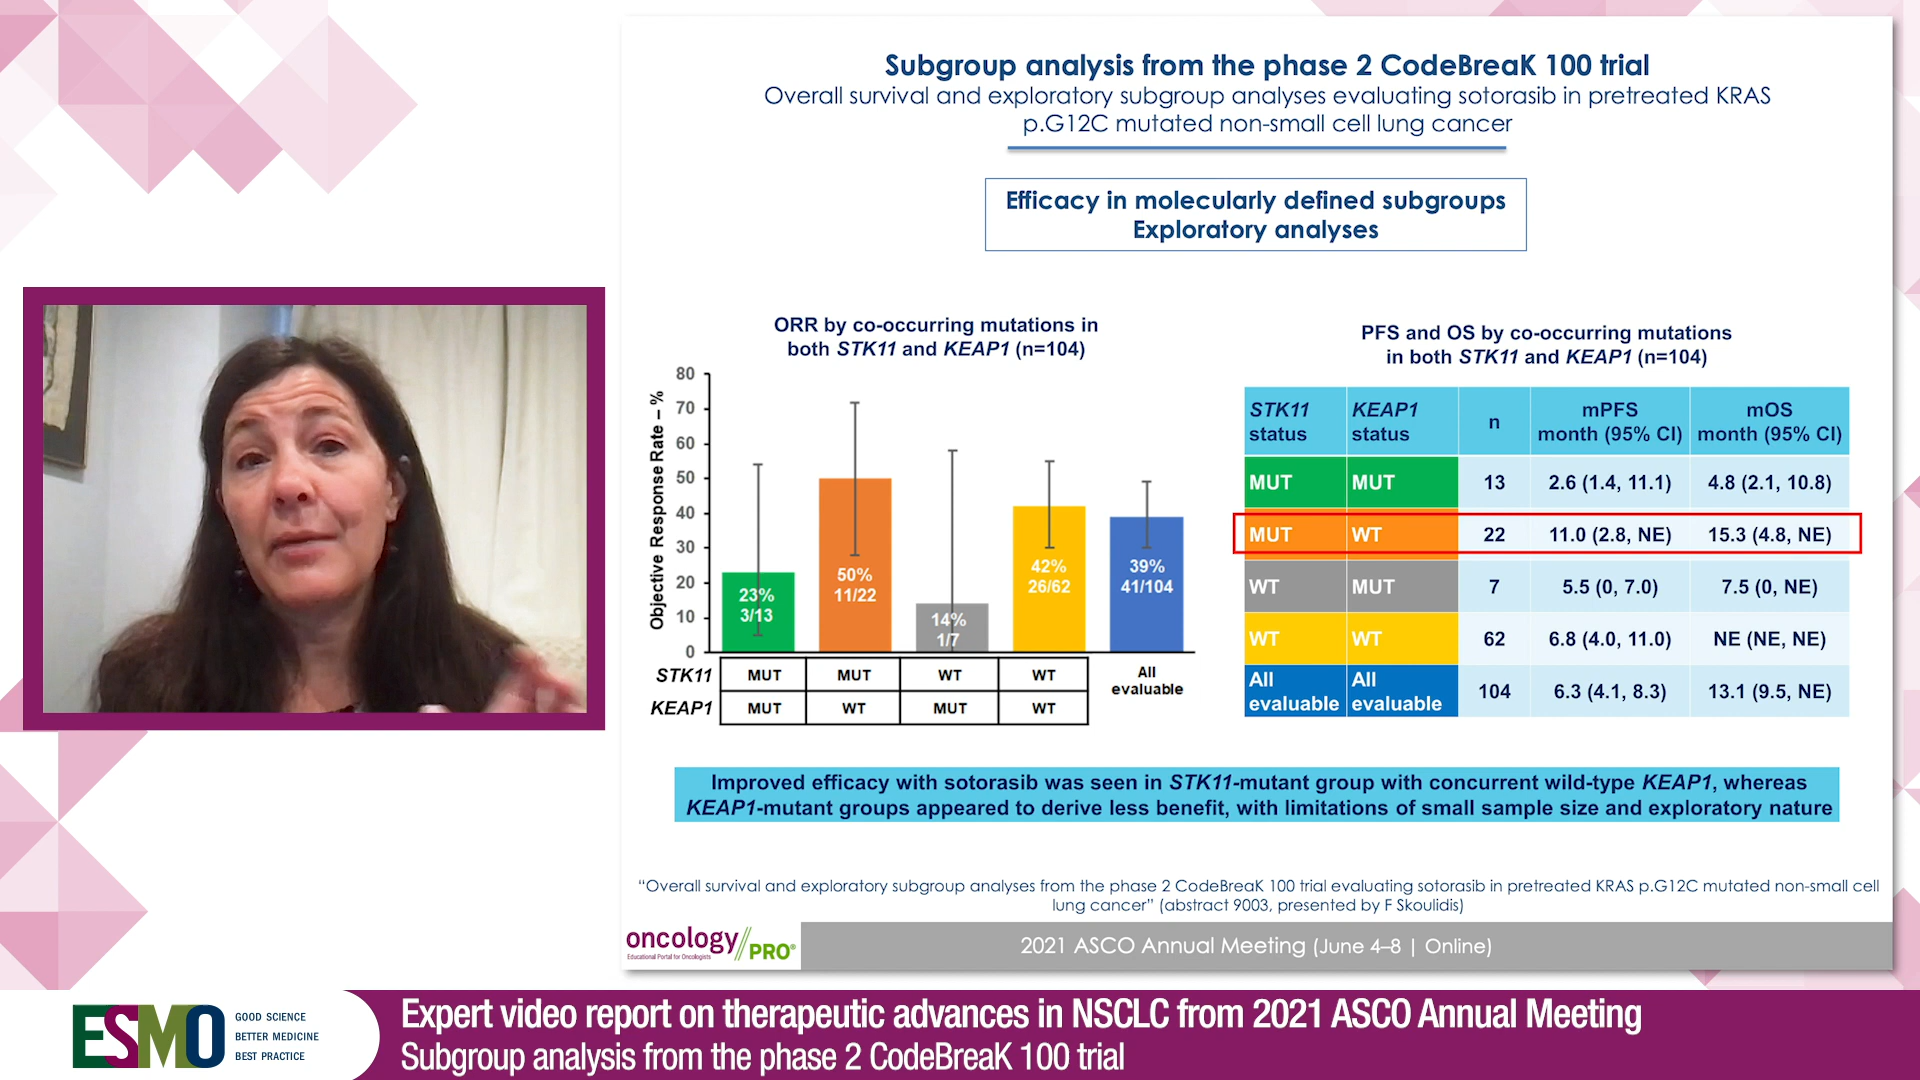 Subgroup analysis from the phase 2 CodeBreaK 100 trial
Overall survival and exploratory subgroup analyses evaluating sotorasib in pretreated KRAS
p.G12C mutated non-small cell lung cancer
Efficacy in molecularly defined subgroups
Exploratory analyses
ORR by co-occurring mutations in
both STK11 and KEAP1 (n=104)
Objective Response Rate – %
80
70
60
50
40
30
20
10
0
23%
3/13
50%
11/22
14%
1/7
42%
26/62
39%
41/104
STK11 MUT MUT WT WT All
evaluable
KEAP1 MUT WT MUT WT
PFS and OS by co-occurring mutations
in both STK11 and KEAP1 (n=104)
STK11 status KEAP1 status n mPFS month (95% CI) mOS month (95% CI)
MUT MUT 13 2.6 (1.4, 11.1) 4.8 (2.1, 10.8)
MUT WT 22 11.0 (2.8, NE) 15.3 (4.8, NE)
WT MUT 7 5.5 (0, 7.0) 7.5 (0, NE)
WT WT 62 6.8 (4.0, 11.0) NE (NE, NE)
All evaluable All evaluable 104 6.3 (4.1, 8.3) 13.1 (9.5, NE)
Improved efficacy with sotorasib was seen in STK11-mutant group with concurrent wild-type KEAP1, whereas
KEAP1-mutant groups appeared to derive less benefit, with limitations of small sample size and exploratory nature
“Overall survival and exploratory subgroup analyses from the phase 2 CodeBreaK 100 trial evaluating sotorasib in pretreated KRAS p.G12C mutated non-small cell
lung cancer” (abstract 9003, presented by F Skoulidis)
oncology//PRO®
Educational Portal for Oncologists
2021 ASCO Annual Meeting (June 4–8 | Online)
ESMO
GOOD SCIENCE
BETTER MEDICINE
BEST PRACTICE
Expert video report on therapeutic advances in NSCLC from 2021 ASCO Annual Meeting
Subgroup analysis from the phase 2 CodeBreaK 100 trial